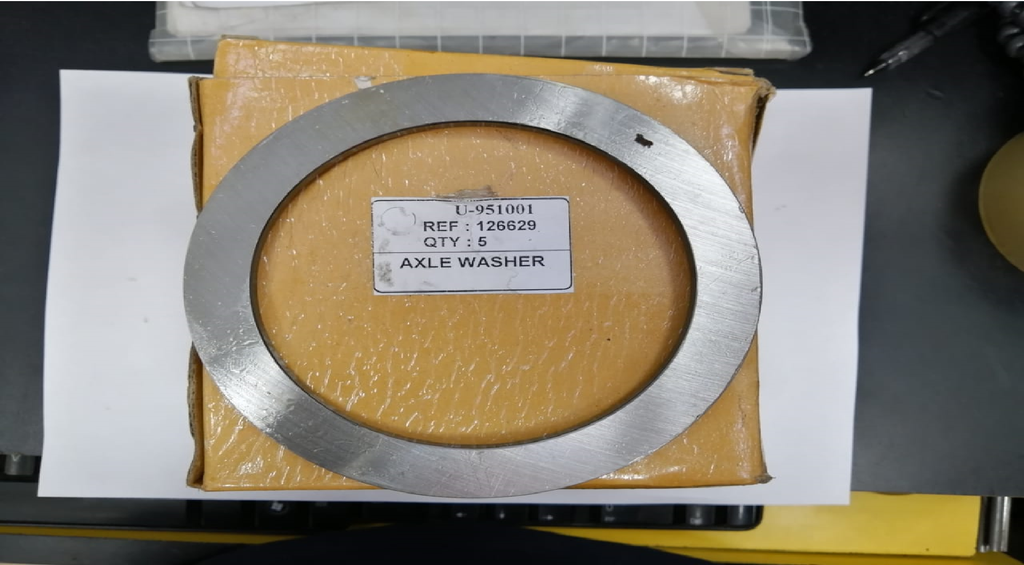 U-951001
REF : 126629
QTY : 5
AXLE WASHER